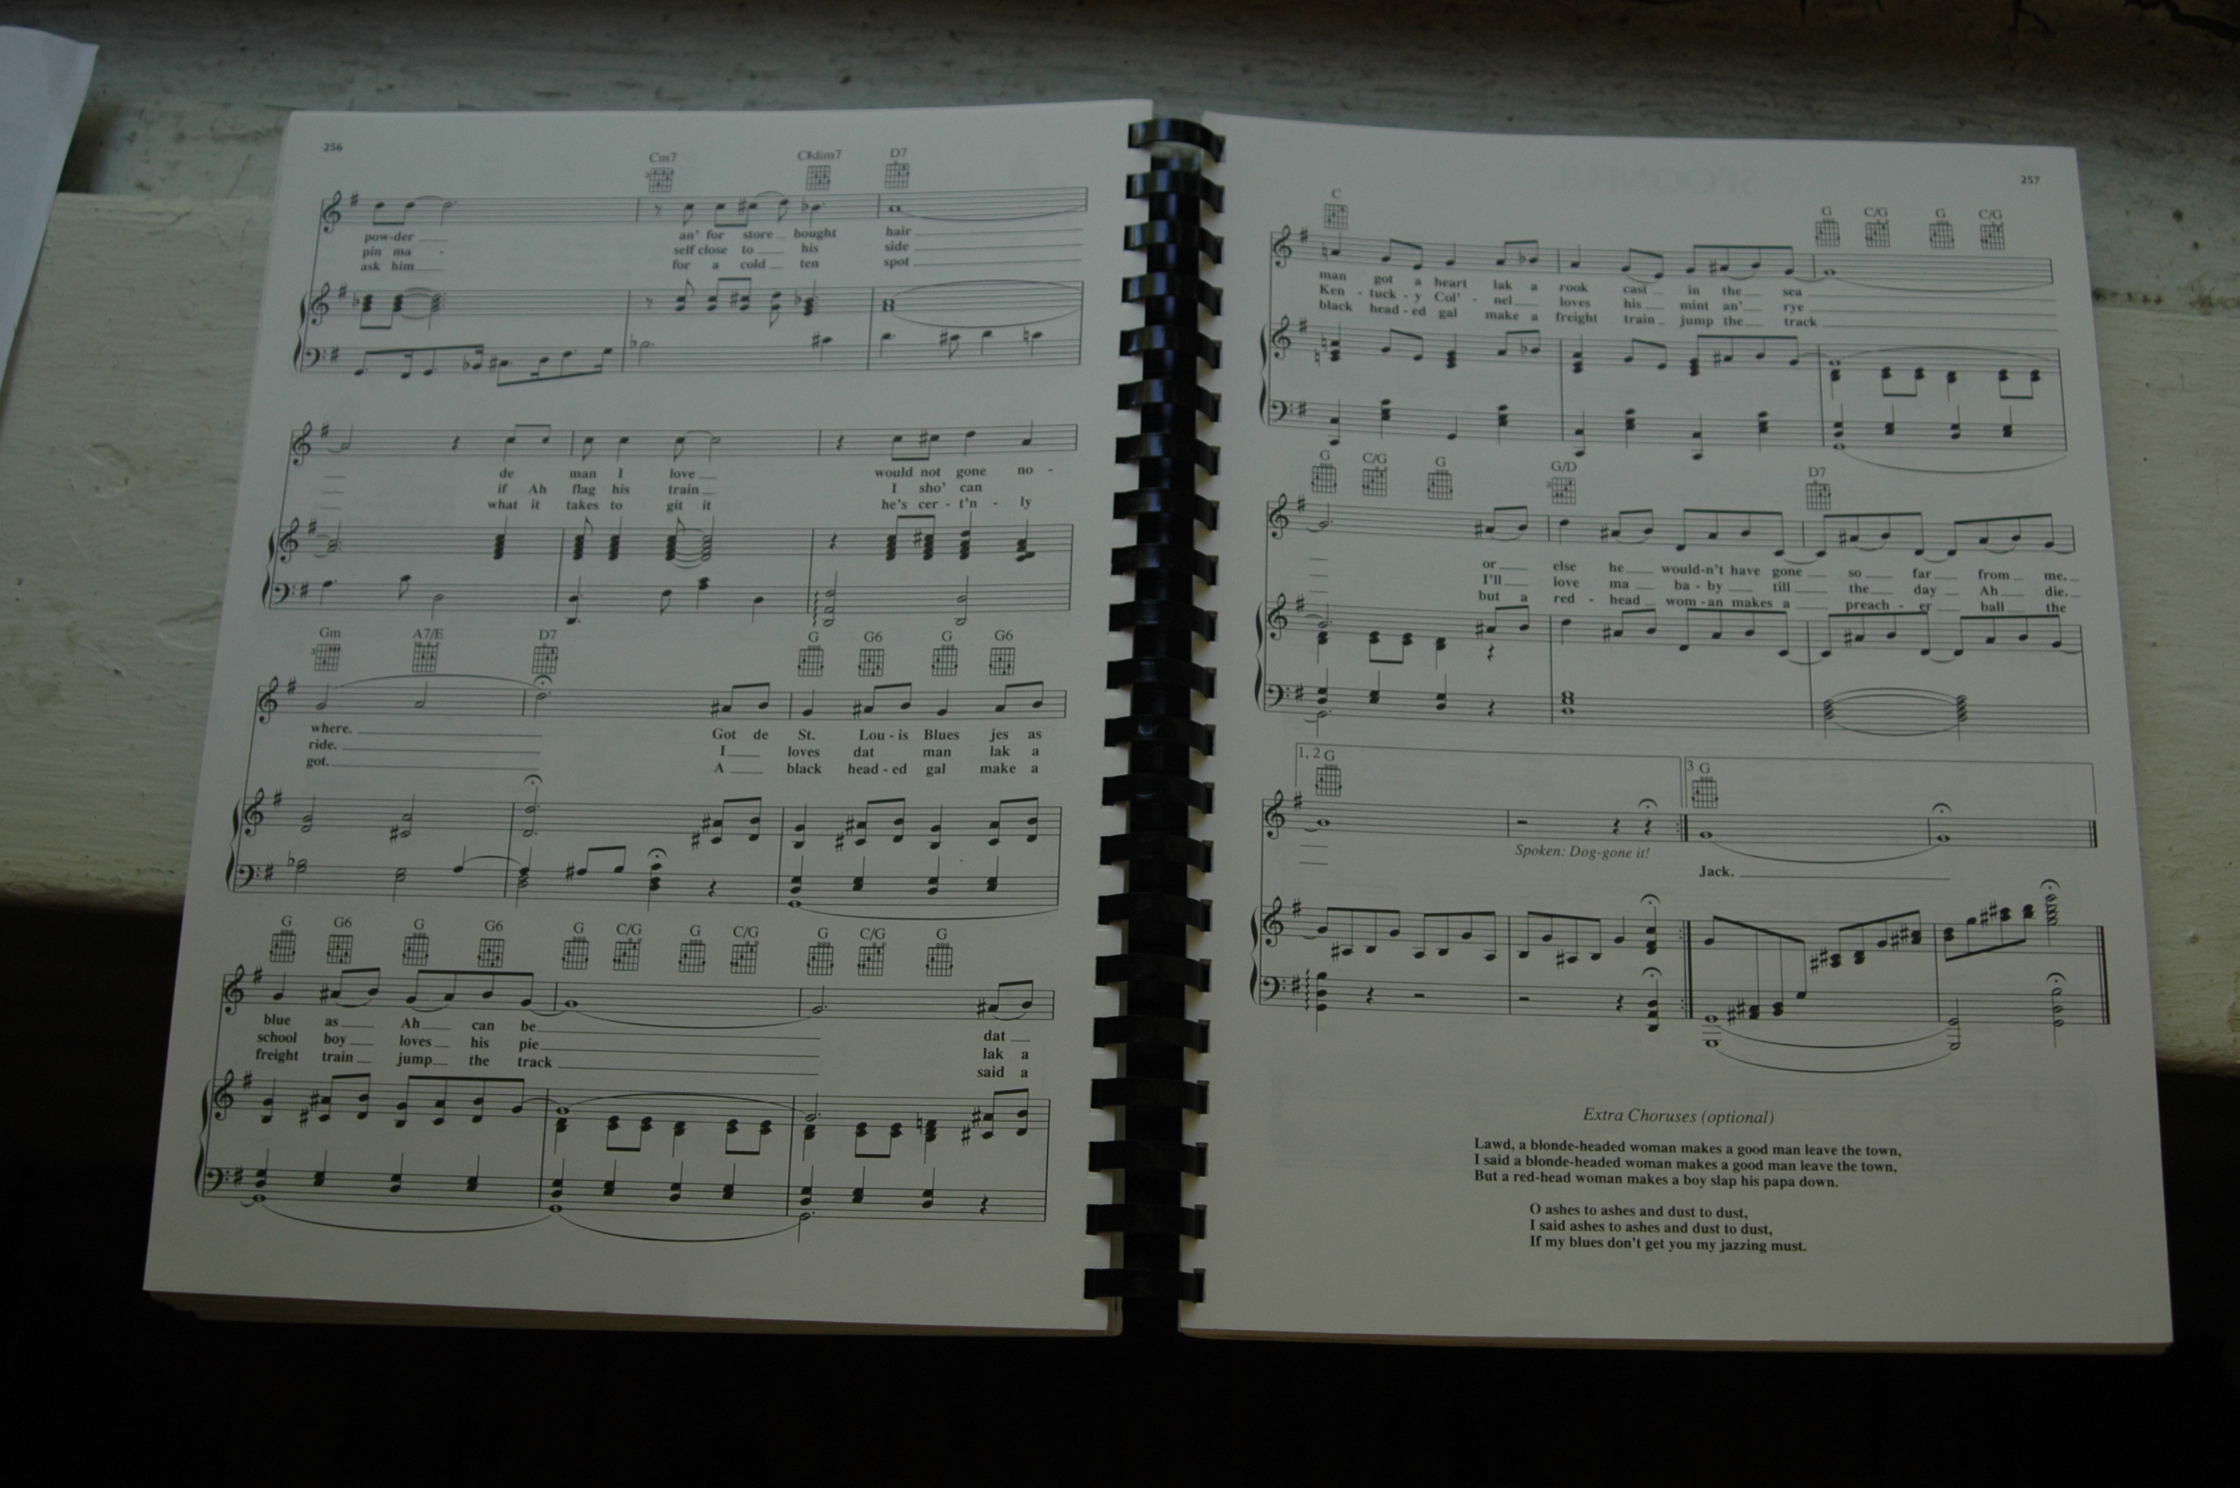 256
Cm7 C#dim7 D7
pow-der an' for store bought hair
pin ma - self close to his side
ask him for a cold ten spot
de man I love would not gone no -
if Ah flag his train I sho' can
what it takes to git it he's cer - t'n - ly
Gm A7/E D7 G G6 G G6
where. Got de St. Lou - is Blues jes as
ride. I loves dat man lak a
got. A black head - ed gal make a
G G6 G G6 G C/G G C/G G C/G G
blue as Ah can be dat
school boy loves his pie lak a
freight train jump the track said a
257
C G C/G G C/G
man got a heart lak a rook cast in the sea
Ken - tuck - y Col' - nel loves his mint an' rye
black head - ed gal make a freight train jump the track
G C/G G G/D D7
or else he would-n't have gone so far from me.
I'll love ma ba - by till the day Ah die.
but a red - head wom - an makes a preach - er ball the
1, 2 G 3 G
Spoken: Dog-gone it!
Jack.
Extra Choruses (optional)
Lawd, a blonde-headed woman makes a good man leave the town,
I said a blonde-headed woman makes a good man leave the town,
But a red-head woman makes a boy slap his papa down.
O ashes to ashes and dust to dust,
I said ashes to ashes and dust to dust,
If my blues don't get you my jazzing must.